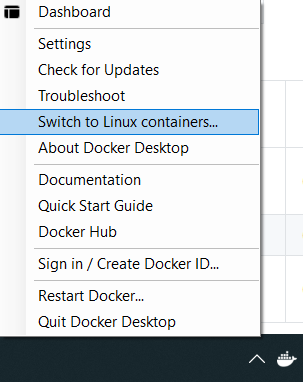 Dashboard
Settings
Check for Updates
Troubleshoot
Switch to Linux containers...
About Docker Desktop
Documentation
Quick Start Guide
Docker Hub
Sign in / Create Docker ID...
Restart Docker...
Quit Docker Desktop